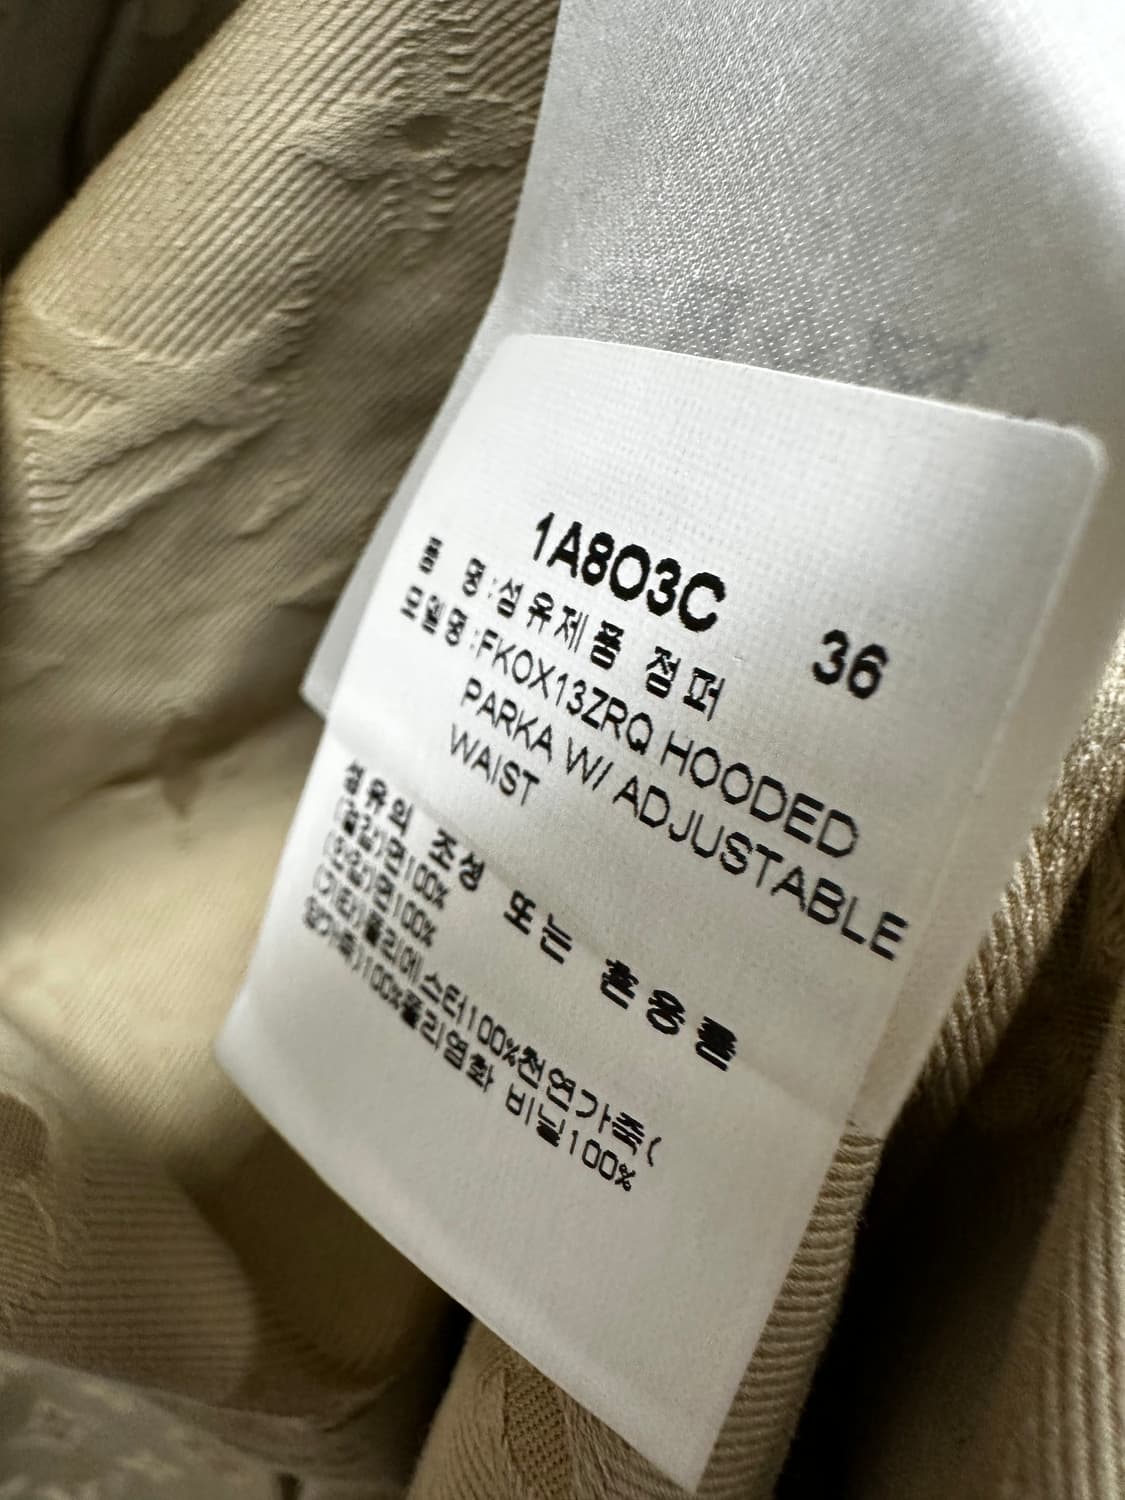 1A8O3C 36
품 명:섬유제품 점퍼
모델명:FKOX13ZRQ HOODED
PARKA W/ ADJUSTABLE
WAIST
섬유의 조성 또는 혼용률
(겉감)면100%
(안감)면100%
(기타)폴리에스터100%천연가죽(
양가죽)100%폴리염화 비닐100%